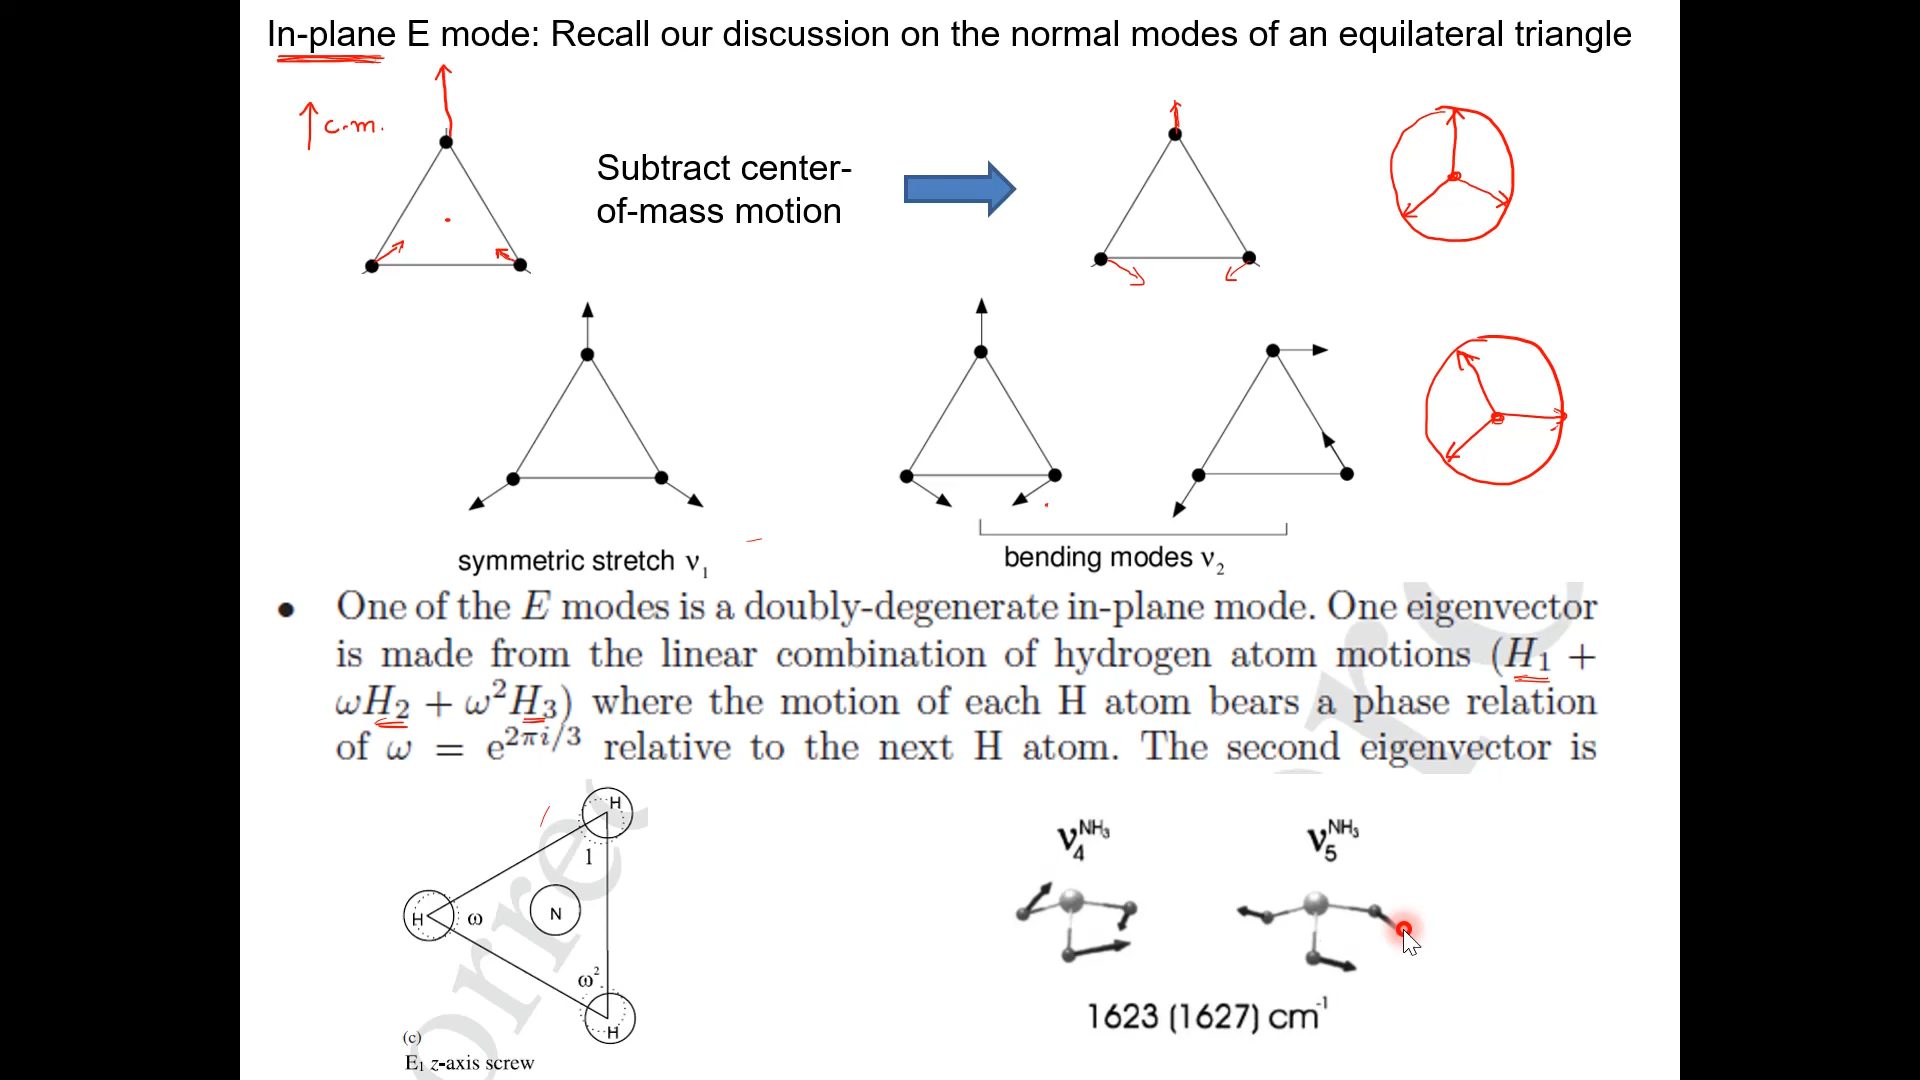 In-plane E mode: Recall our discussion on the normal modes of an equilateral triangle
c.m.
Subtract center-
of-mass motion
symmetric stretch ν₁
bending modes ν₂
• One of the E modes is a doubly-degenerate in-plane mode. One eigenvector
is made from the linear combination of hydrogen atom motions (H₁ +
ωH₂ + ω²H₃) where the motion of each H atom bears a phase relation
of ω = e^{2πi/3} relative to the next H atom. The second eigenvector is
H
1
H ω N
ω²
H
(c)
E₁ z-axis screw
ν₄^{NH₃} ν₅^{NH₃}
1623 (1627) cm⁻¹